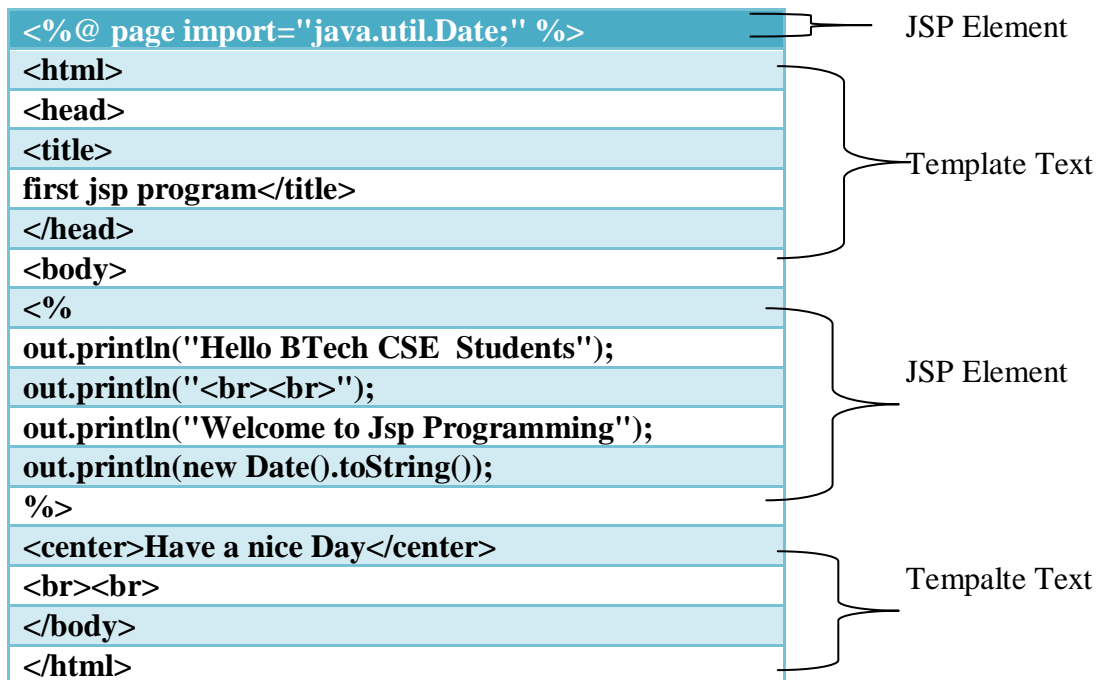 <%@ page import="java.util.Date;" %>
JSP Element
<html>
<head>
<title>
first jsp program</title>
</head>
<body>
Template Text
<%
out.println("Hello BTech CSE  Students");
out.println("<br><br>");
out.println("Welcome to Jsp Programming");
out.println(new Date().toString());
%>
JSP Element
<center>Have a nice Day</center>
<br><br>
</body>
</html>
Tempalte Text